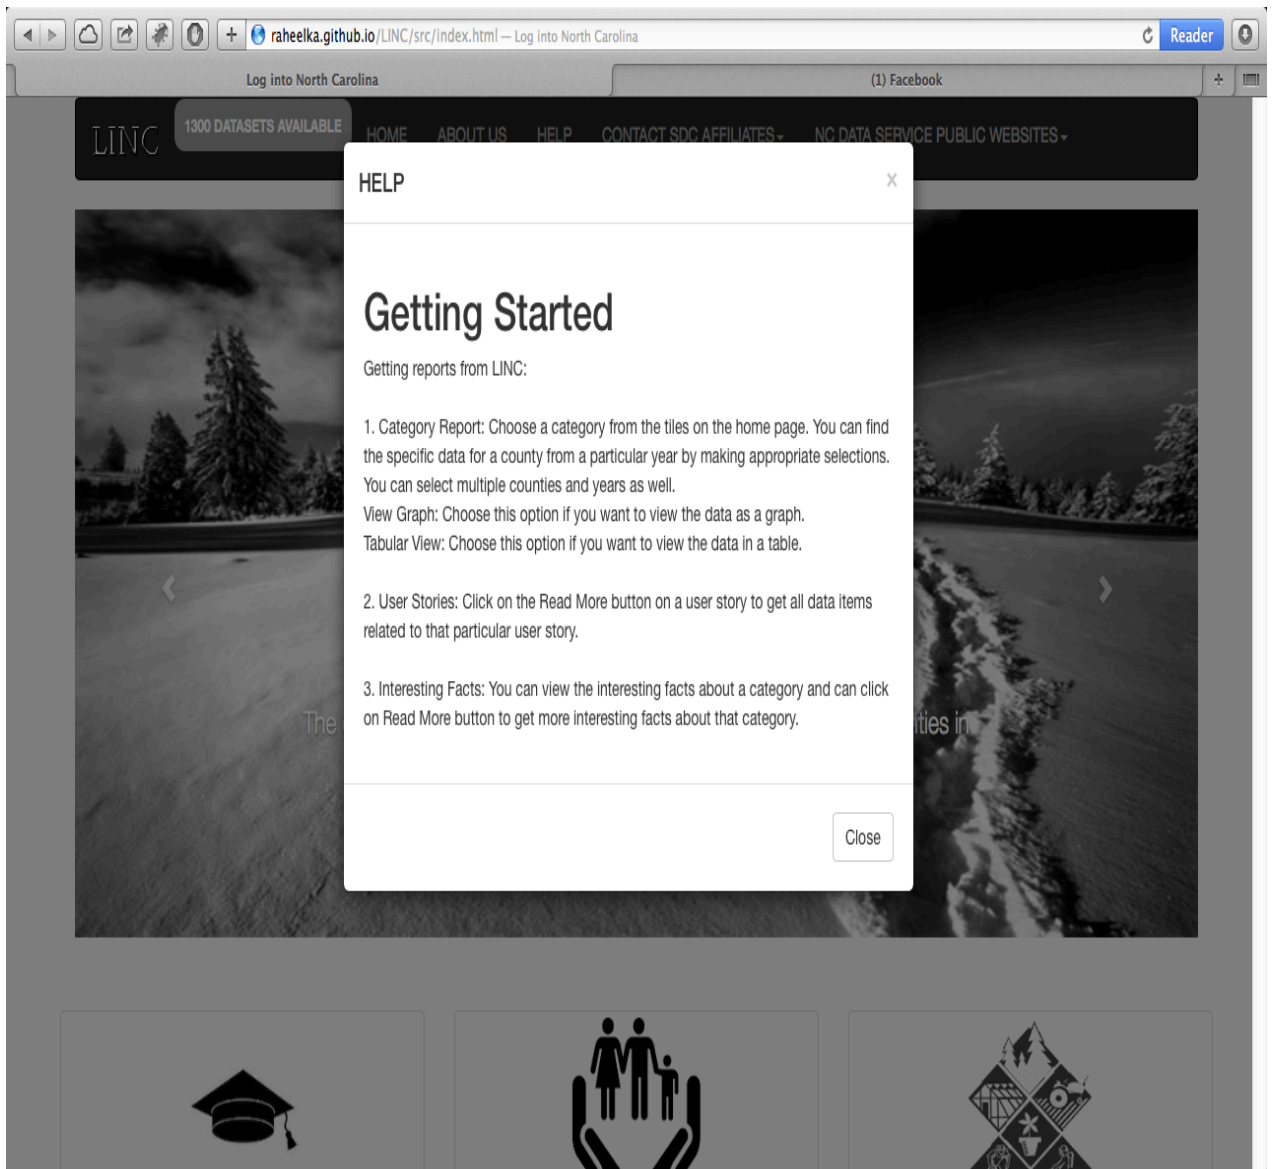 raheelka.github.io/LINC/src/index.html — Log into North Carolina
Reader
Log into North Carolina
(1) Facebook
LINC
1300 DATASETS AVAILABLE
HOME
ABOUT US
HELP
CONTACT SDC AFFILIATES
NC DATA SERVICE PUBLIC WEBSITES
HELP
×
Getting Started
Getting reports from LINC:
1. Category Report: Choose a category from the tiles on the home page. You can find
the specific data for a county from a particular year by making appropriate selections.
You can select multiple counties and years as well.
View Graph: Choose this option if you want to view the data as a graph.
Tabular View: Choose this option if you want to view the data in a table.
2. User Stories: Click on the Read More button on a user story to get all data items
related to that particular user story.
3. Interesting Facts: You can view the interesting facts about a category and can click
on Read More button to get more interesting facts about that category.
The
in
Close